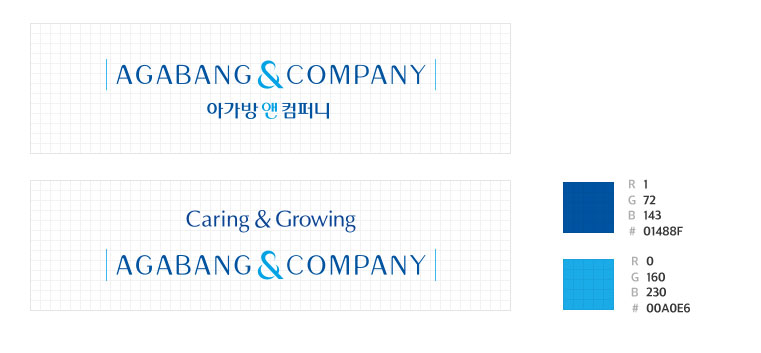 AGABANG & COMPANY
아가방앤컴퍼니
Caring & Growing
AGABANG & COMPANY
R 1
G 72
B 143
# 01488F
R 0
G 160
B 230
# 00A0E6